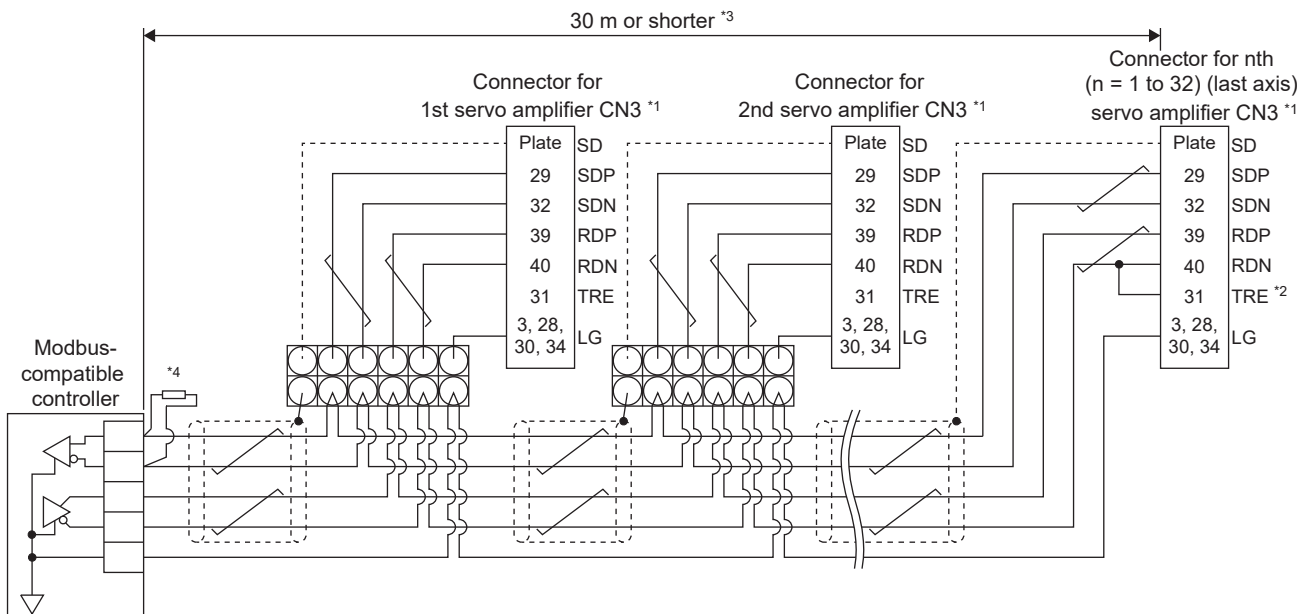 30 m or shorter *3
Connector for
1st servo amplifier CN3 *1
Plate SD
29 SDP
32 SDN
39 RDP
40 RDN
31 TRE
3, 28,
30, 34 LG
Connector for
2nd servo amplifier CN3 *1
Plate SD
29 SDP
32 SDN
39 RDP
40 RDN
31 TRE
3, 28,
30, 34 LG
Connector for nth
(n = 1 to 32) (last axis)
servo amplifier CN3 *1
Plate SD
29 SDP
32 SDN
39 RDP
40 RDN
31 TRE *2
3, 28,
30, 34 LG
Modbus-
compatible
controller
*4